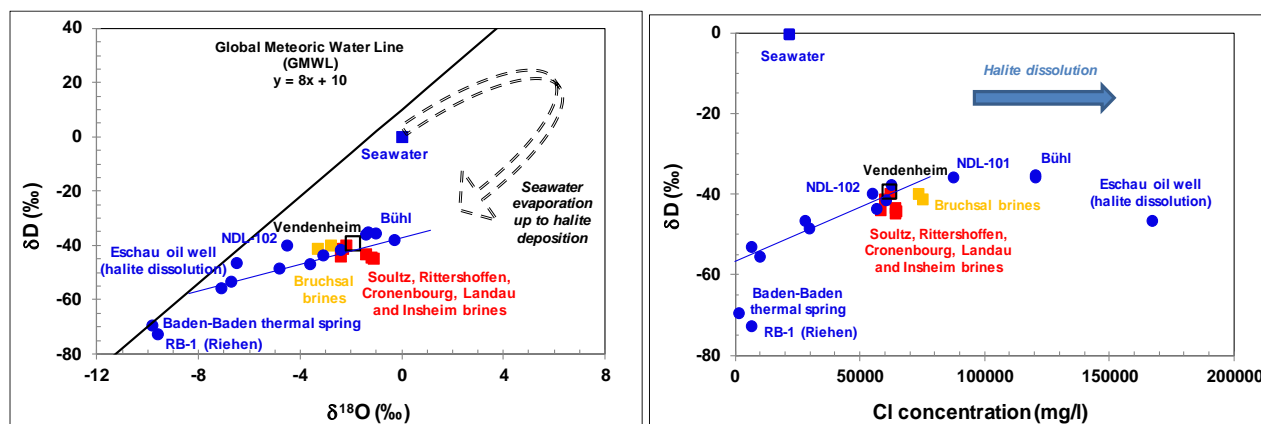 40
20
0
-20
-40
-60
-80
δD (‰)
Global Meteoric Water Line
(GMWL)
y = 8x + 10
Seawater
Seawater
evaporation
up to halite
deposition
Vendenheim
Bühl
NDL-102
Eschau oil well
(halite dissolution)
Bruchsal
brines
Soultz, Rittershoffen,
Cronenbourg, Landau
and Insheim brines
Baden-Baden thermal spring
RB-1 (Riehen)
-12
-8
-4
0
4
8
δ¹⁸O (‰)
0
-20
-40
-60
-80
δD (‰)
Seawater
Halite dissolution
Vendenheim
NDL-101
Bühl
NDL-102
Eschau oil well
(halite dissolution)
Bruchsal brines
Soultz, Rittershoffen,
Cronenbourg, Landau
and Insheim brines
Baden-Baden
thermal spring
RB-1 (Riehen)
0
50000
100000
150000
200000
Cl concentration (mg/l)